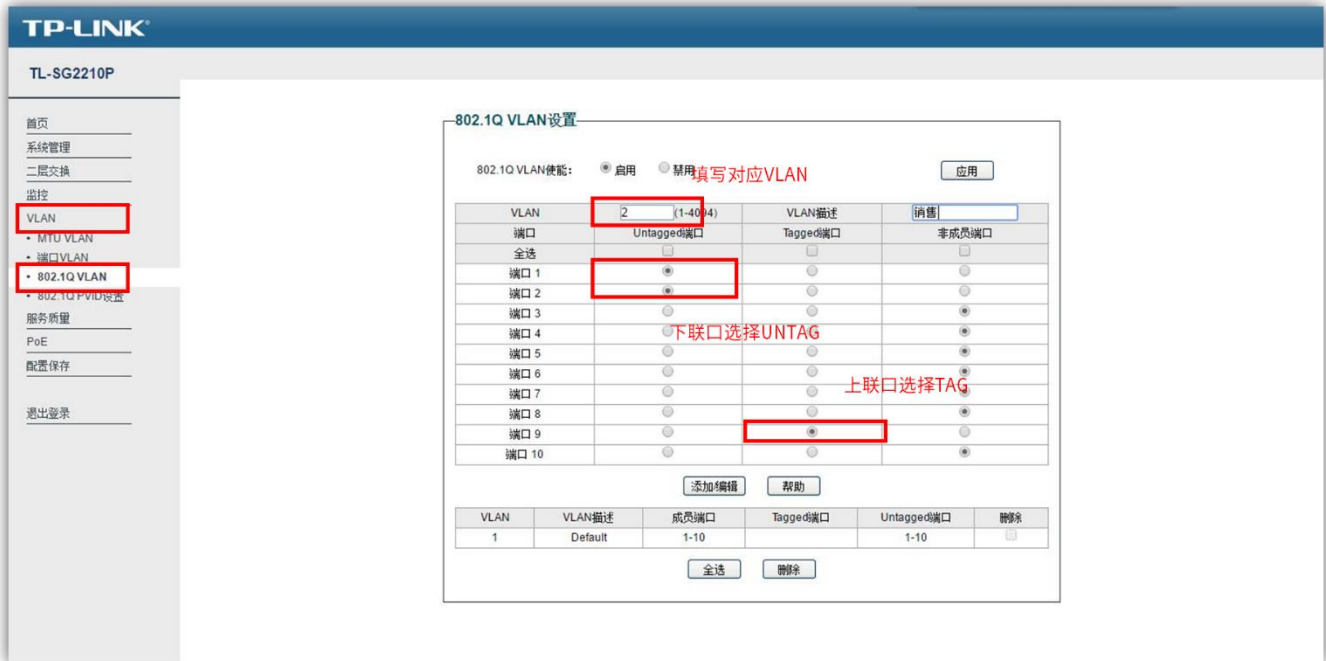 TP-LINK
TL-SG2210P
首页
系统管理
二层交换
监控
VLAN
• MTU VLAN
• 端口VLAN
• 802.1Q VLAN
• 802.1Q PVID设置
服务质量
PoE
配置保存
退出登录
802.1Q VLAN设置
802.1Q VLAN使能: 启用 禁用 应用
填写对应VLAN
VLAN 2 (1-4094) VLAN描述 销售
端口 Untagged端口 Tagged端口 非成员端口
全选
端口 1
端口 2
端口 3
端口 4
下联口选择UNTAG
端口 5
端口 6
上联口选择TAG
端口 7
端口 8
端口 9
端口 10
添加/编辑 帮助
VLAN VLAN描述 成员端口 Tagged端口 Untagged端口 删除
1 Default 1-10 1-10
全选 删除